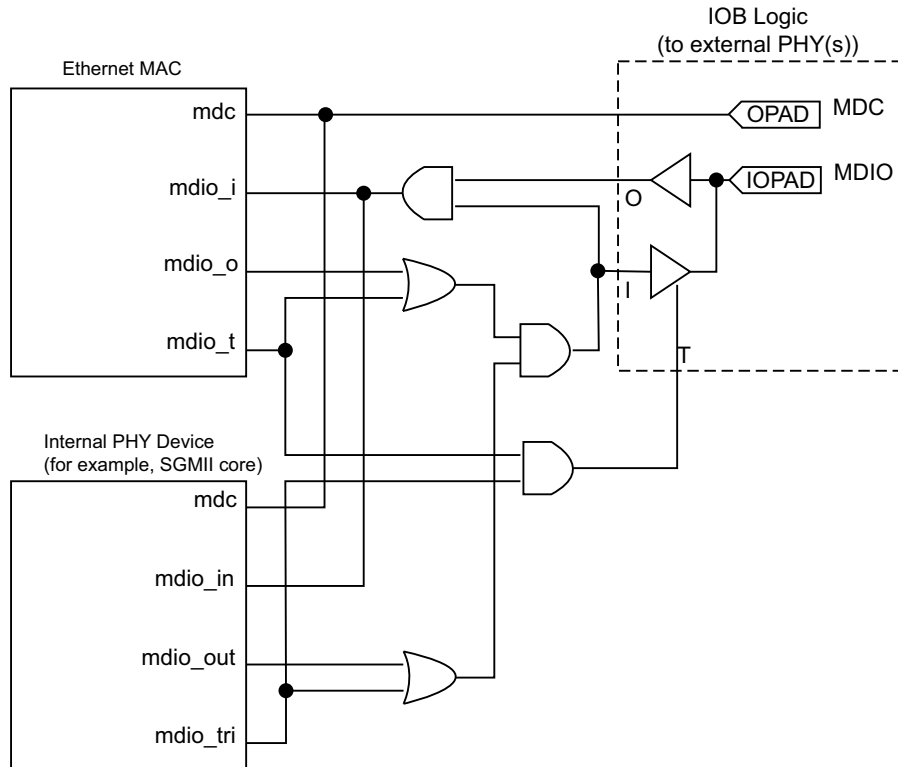 IOB Logic
(to external PHY(s))
Ethernet MAC
mdc
OPAD
MDC
mdio_i
O
IOPAD
MDIO
mdio_o
I
mdio_t
T
Internal PHY Device
(for example, SGMII core)
mdc
mdio_in
mdio_out
mdio_tri